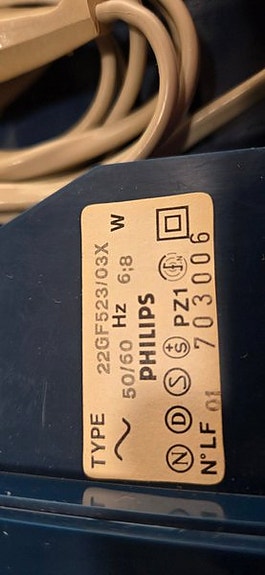 TYPE 22GF523/03X
~ 50/60 Hz 6;8 W
PHILIPS
N D S +S PZ1
N° LF 01 703006